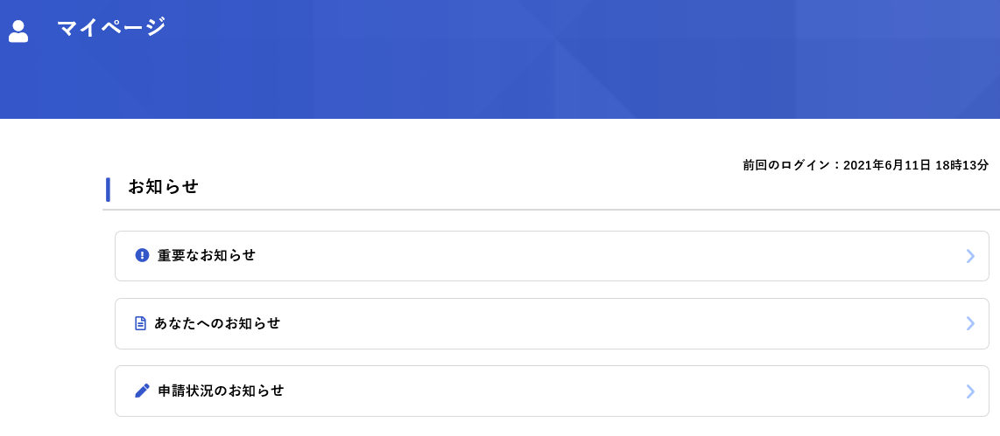 マイページ
前回のログイン：2021年6月11日 18時13分
お知らせ
重要なお知らせ
あなたへのお知らせ
申請状況のお知らせ